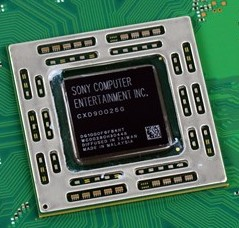 SONY COMPUTER
ENTERTAINMENT INC.
CXD90026G
DIFFUSED IN TAIWAN
MADE IN MALAYSIA